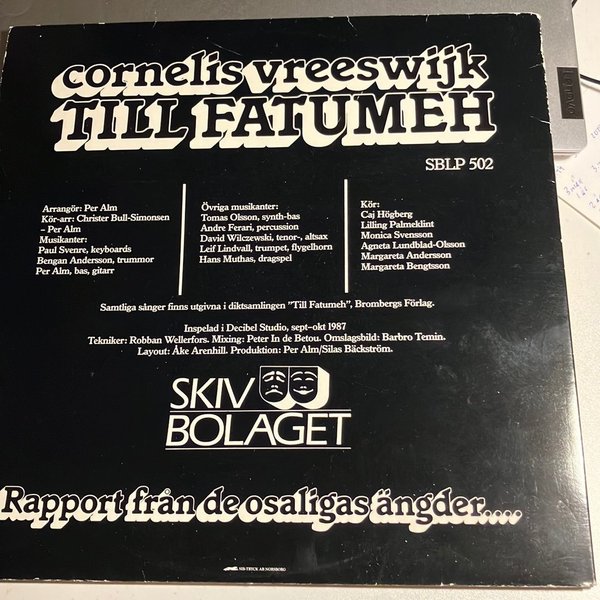 cornelis vreeswijk
TILL FATUMEH
SBLP 502
Arrangör: Per Alm
Kör-arr: Christer Bull-Simonsen
– Per Alm
Musikanter:
Paul Svenre, keyboards
Bengan Andersson, trummor
Per Alm, bas, gitarr
Övriga musikanter:
Tomas Olsson, synth-bas
Andre Ferari, percussion
David Wilczewski, tenor-, altsax
Leif Lindvall, trumpet, flygelhorn
Hans Muthas, dragspel
Kör:
Caj Högberg
Lilling Palmeklint
Monica Svensson
Agneta Lundblad-Olsson
Margareta Andersson
Margareta Bengtsson
Samtliga sånger finns utgivna i diktsamlingen "Till Fatumeh", Brombergs Förlag.
Inspelad i Decibel Studio, sept–okt 1987
Tekniker: Robban Wellerfors. Mixing: Peter In de Betou. Omslagsbild: Barbro Temin.
Layout: Åke Arenhill. Produktion: Per Alm/Silas Bäckström.
SKIV
BOLAGET
Rapport från de osaligas ängder....
NIB-TRYCK AB NORSBORG